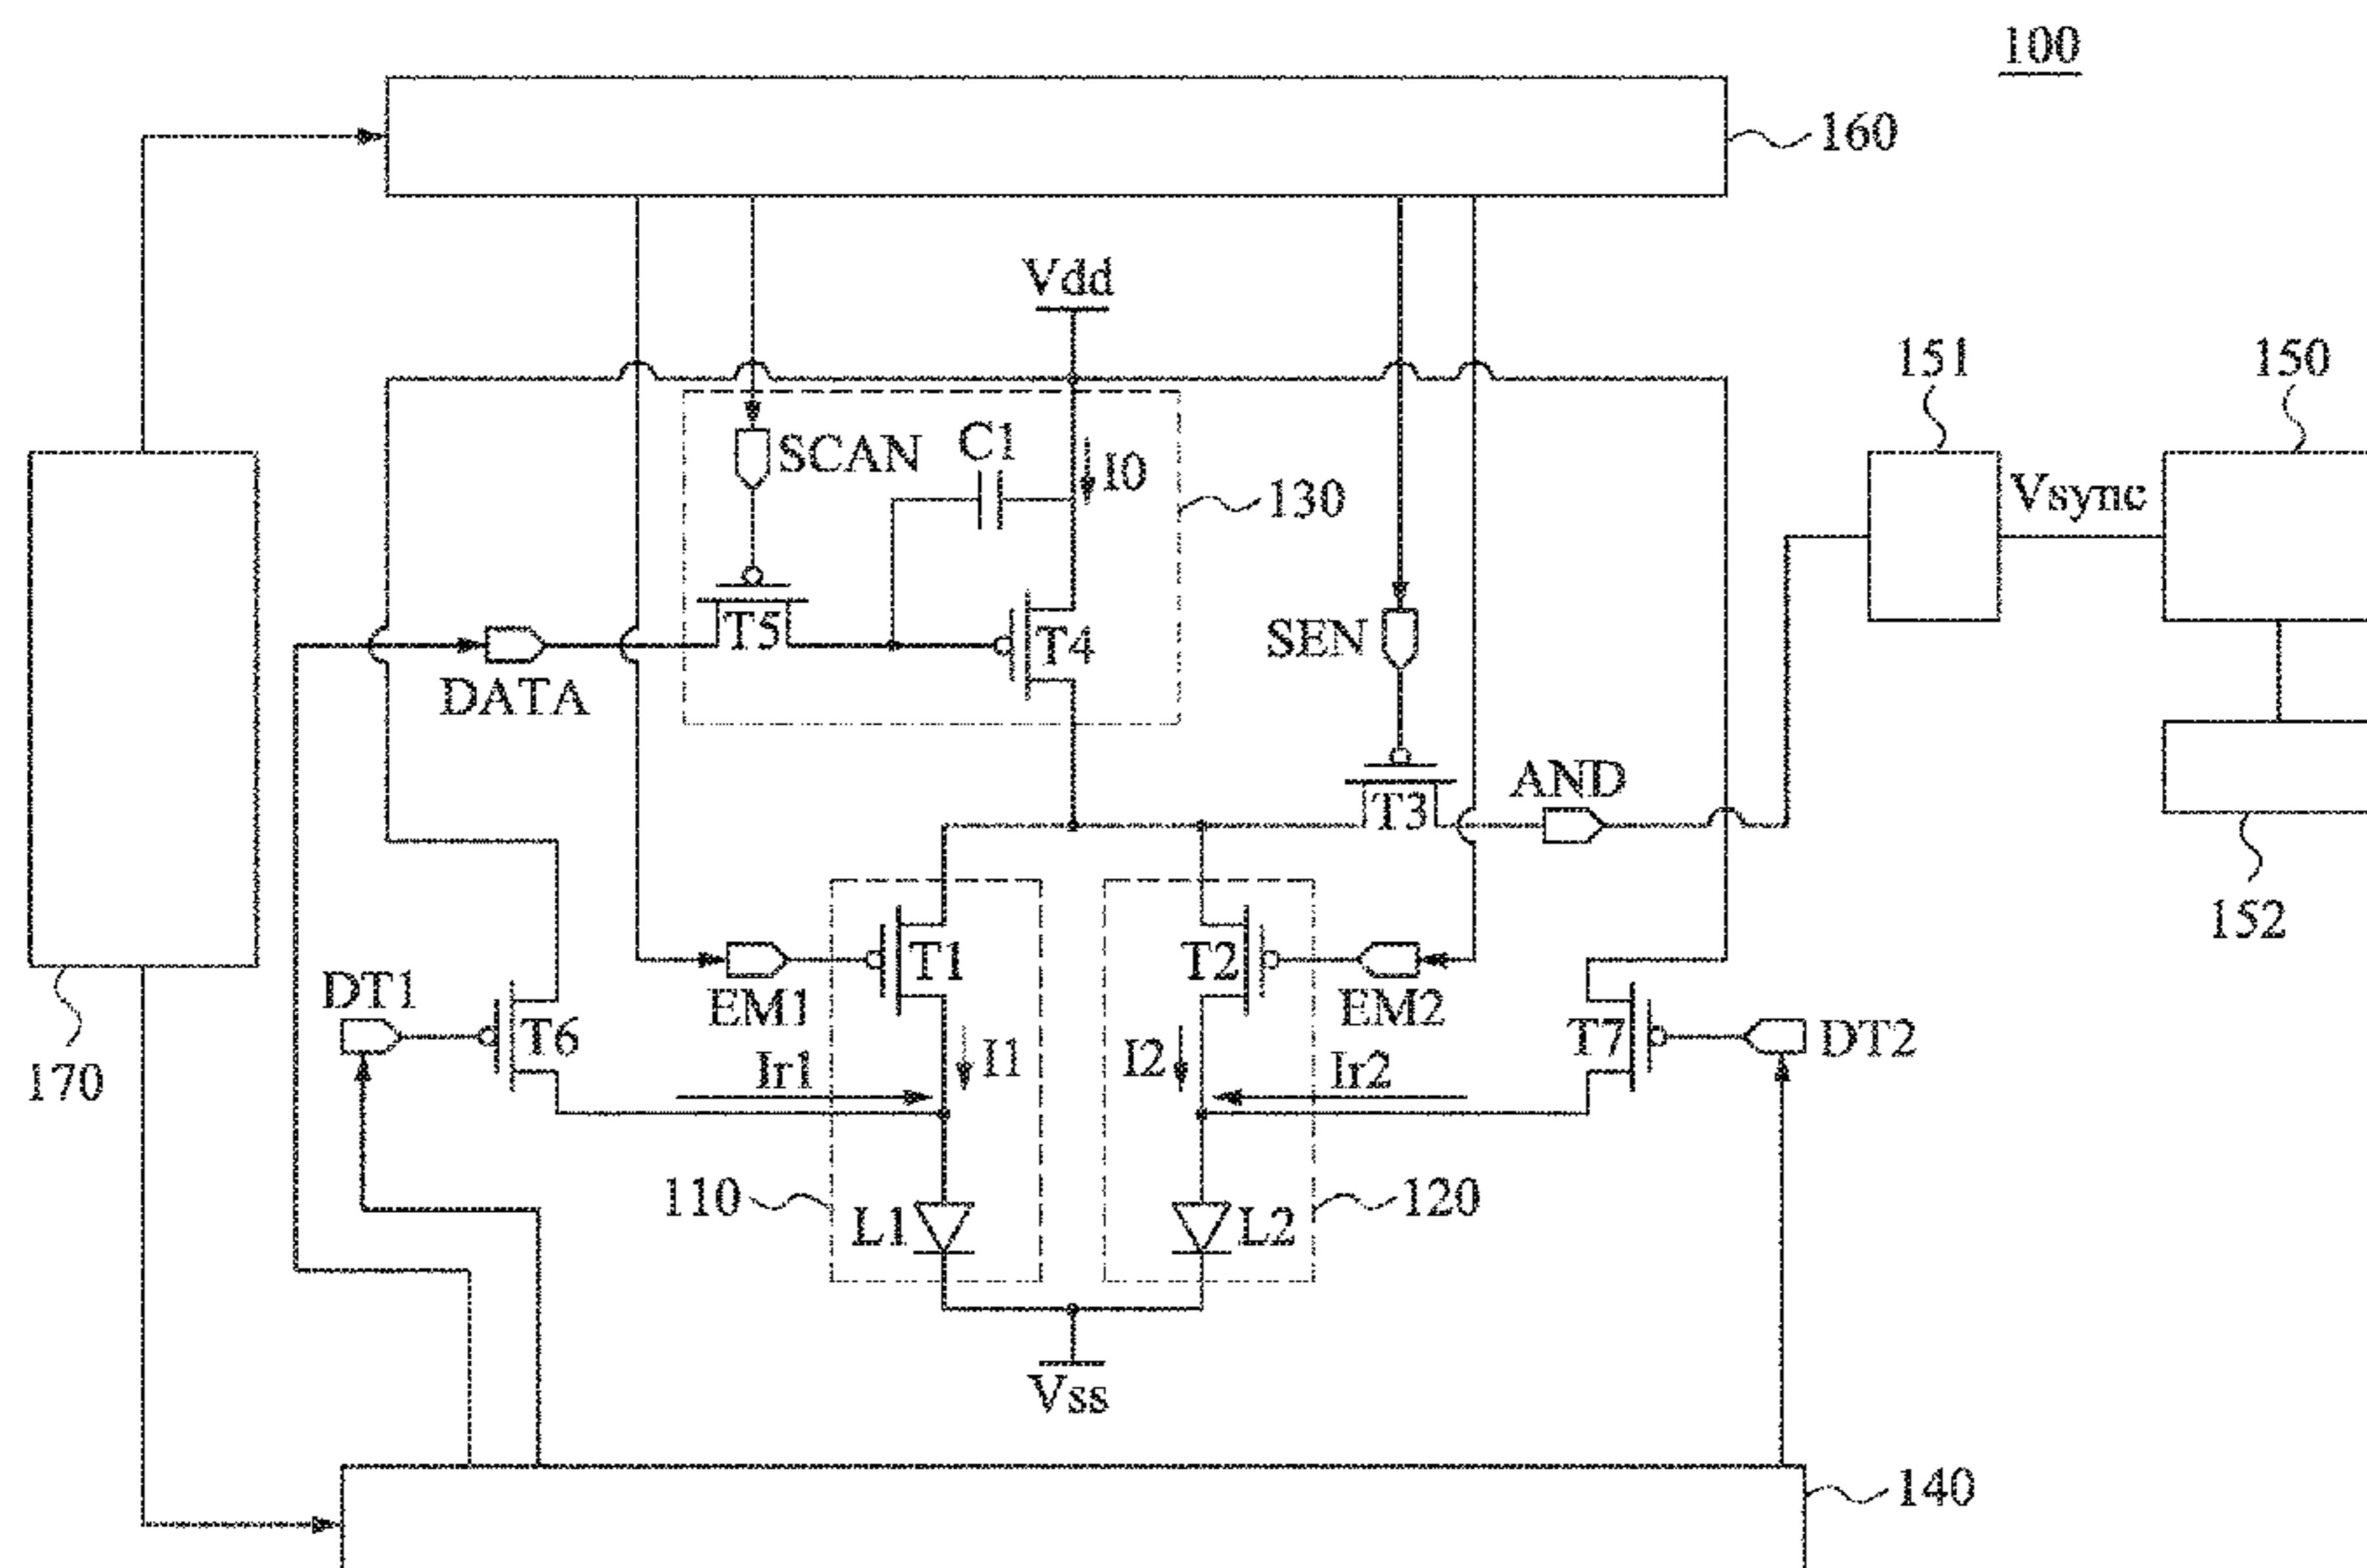 100
160
Vdd
151
150
SCAN
C1
I0
130
Vsync
T5
T4
SEN
DATA
AND
T3
152
T1
T2
DT1
EM1
EM2
T6
T7
DT2
170
Ir1
I1
I2
Ir2
110
L1
L2
120
Vss
140